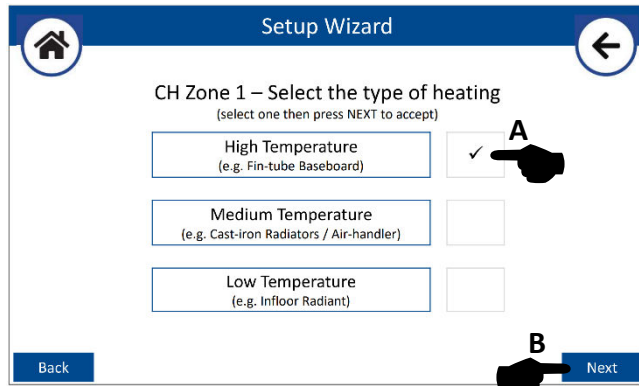 Setup Wizard
CH Zone 1 – Select the type of heating
(select one then press NEXT to accept)
A
High Temperature
(e.g. Fin-tube Baseboard)
✓
Medium Temperature
(e.g. Cast-iron Radiators / Air-handler)
Low Temperature
(e.g. Infloor Radiant)
B
Back
Next